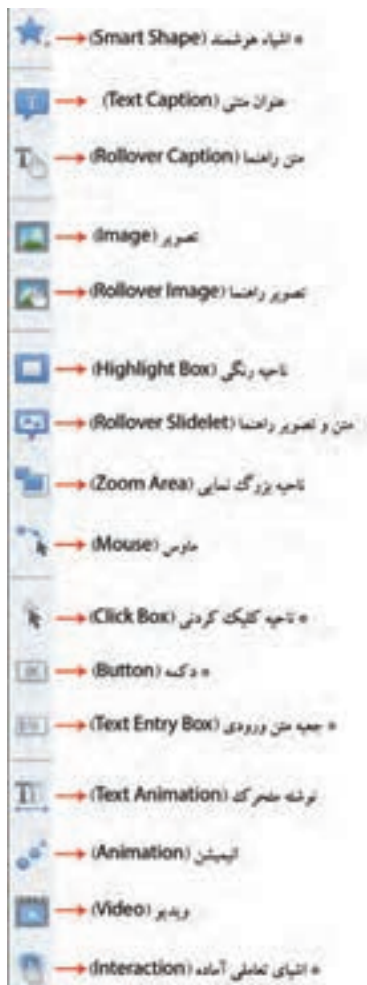 * اشیاء هوشمند (Smart Shape)
عنوان متنی (Text Caption)
متن راهنما (Rollover Caption)
تصویر (Image)
تصویر راهنما (Rollover Image)
ناحیه رنگی (Highlight Box)
متن و تصویر راهنما (Rollover Slidelet)
ناحیه بزرگ نمایی (Zoom Area)
ماوس (Mouse)
* ناحیه کلیک کردنی (Click Box)
* دکمه (Button)
* جعبه متن ورودی (Text Entry Box)
نوشته متحرک (Text Animation)
انیمیشن (Animation)
ویدیو (Video)
* اشیای تعاملی آماده (Interaction)